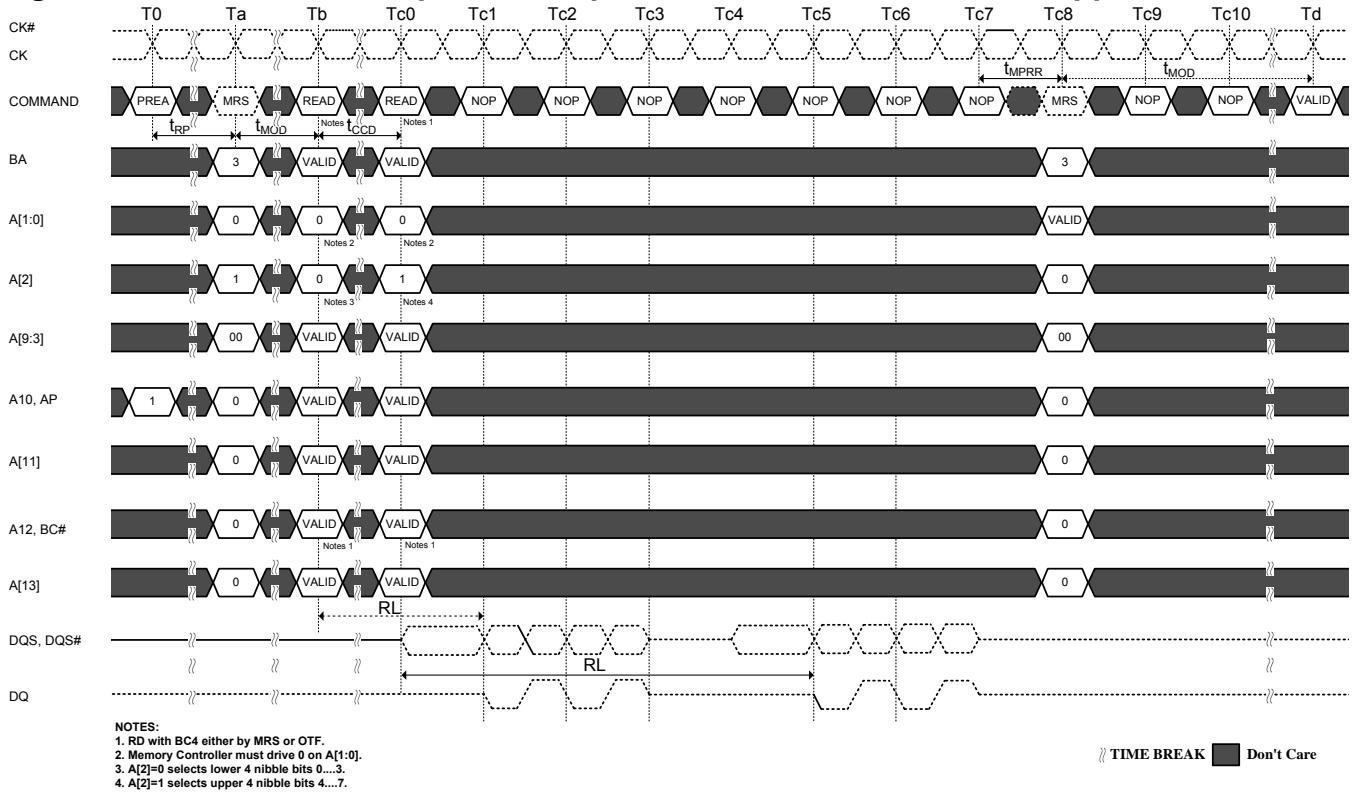 T0 Ta Tb Tc0 Tc1 Tc2 Tc3 Tc4 Tc5 Tc6 Tc7 Tc8 Tc9 Tc10 Td
CK#
CK
tMPRR tMOD
COMMAND PREA MRS READ READ NOP NOP NOP NOP NOP NOP NOP MRS NOP NOP VALID
Notes 1 Notes 1
tRP tMOD tCCD
BA 3 VALID VALID 3
A[1:0] 0 0 0 VALID
Notes 2 Notes 2
A[2] 1 0 1 0
Notes 3 Notes 4
A[9:3] 00 VALID VALID 00
A10, AP 1 0 VALID VALID 0
A[11] 0 VALID VALID 0
A12, BC# 0 VALID VALID 0
Notes 1 Notes 1
A[13] 0 VALID VALID 0
RL
DQS, DQS#
RL
DQ
NOTES:
1. RD with BC4 either by MRS or OTF.
2. Memory Controller must drive 0 on A[1:0].
3. A[2]=0 selects lower 4 nibble bits 0....3.
4. A[2]=1 selects upper 4 nibble bits 4....7.
TIME BREAK Don't Care